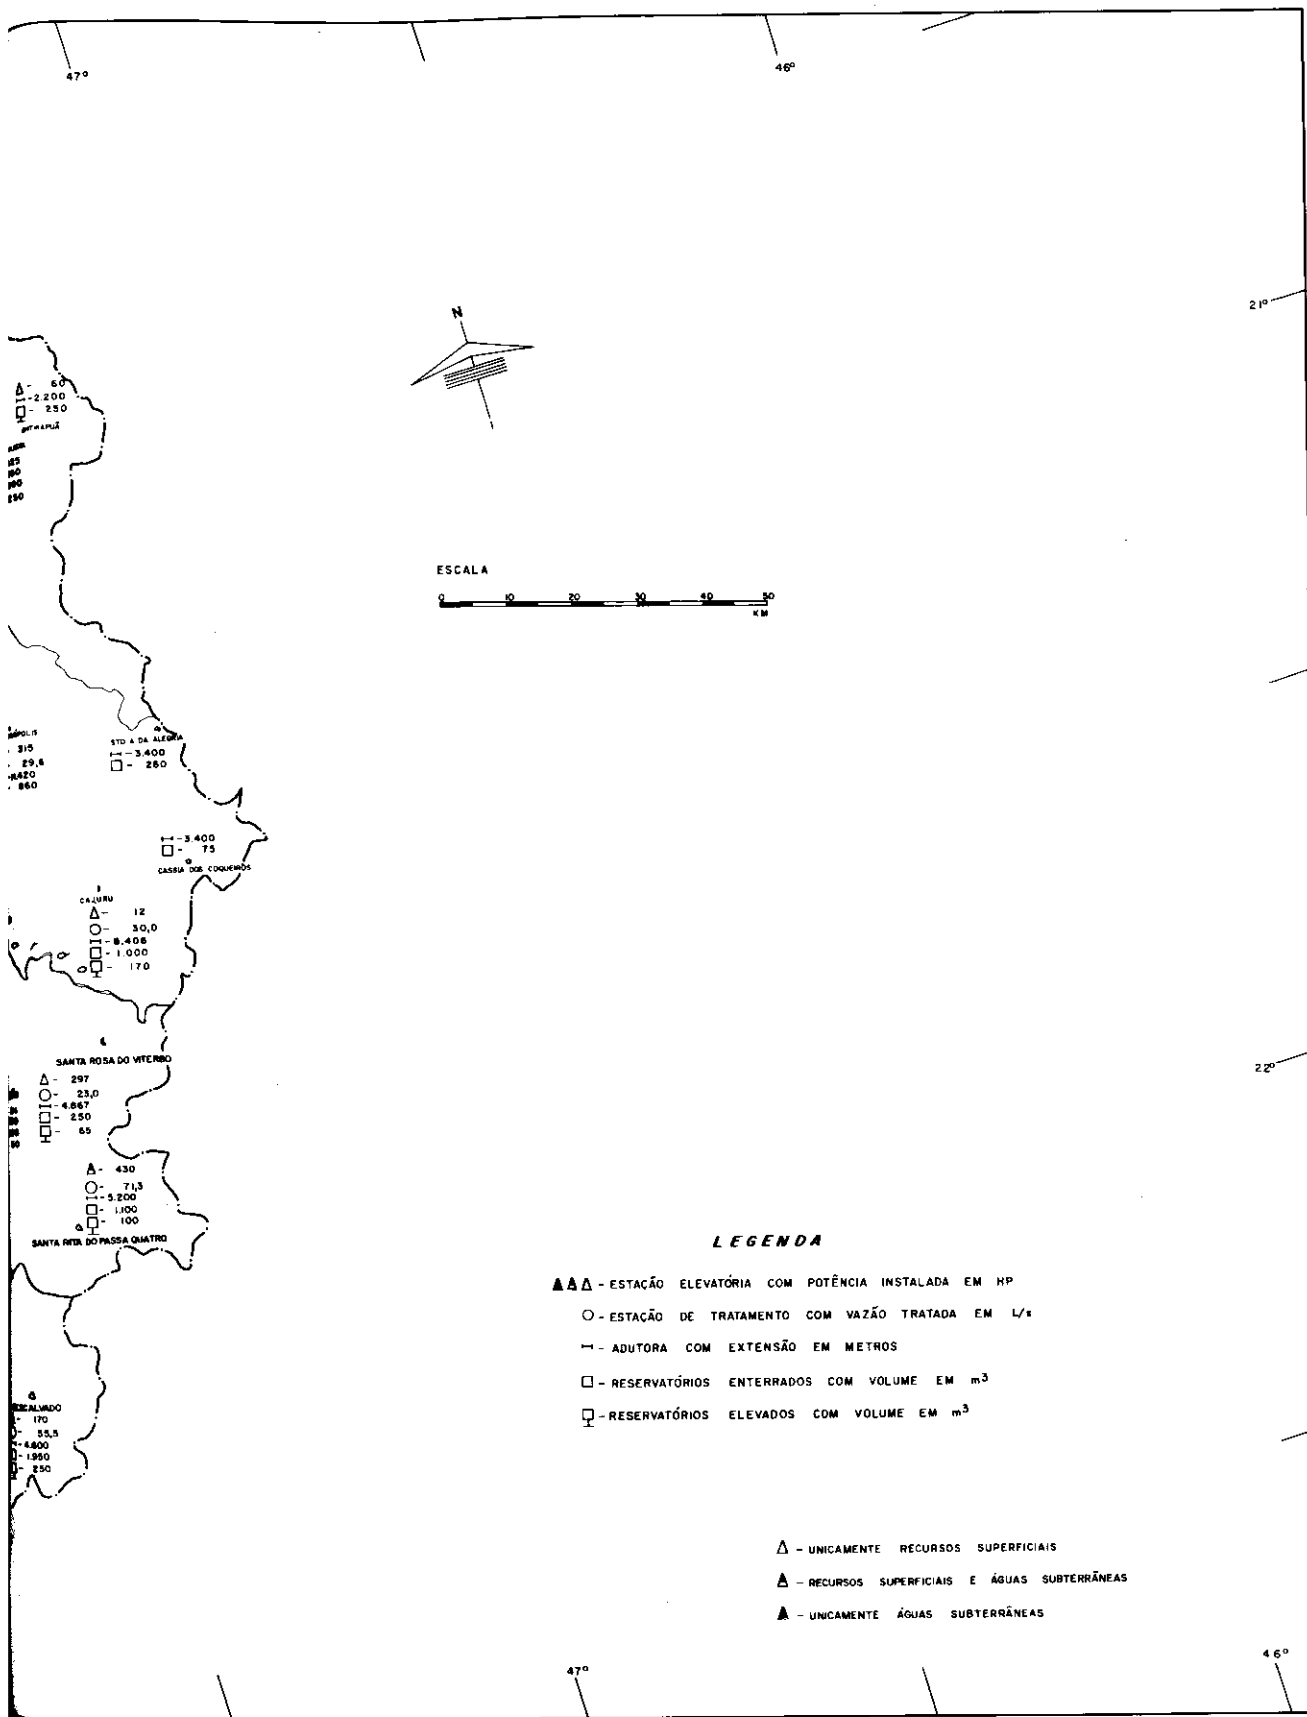 47°
46°
21°
N
60
2.200
250
250
ESCALA
0 10 20 30 40 50
KM
315
29,6
860
STO A DA ALEGRIA
3.400
280
3.400
75
CASSIA DOS COQUEIROS
CAJURU
12
30,0
8.406
1.000
170
SANTA ROSA DO VITERBO
297
23,0
4.667
250
65
22°
430
71,3
5.200
1.100
100
SANTA RITA DO PASSA QUATRO
LEGENDA
- ESTAÇÃO ELEVATÓRIA COM POTÊNCIA INSTALADA EM HP
- ESTAÇÃO DE TRATAMENTO COM VAZÃO TRATADA EM L/s
- ADUTORA COM EXTENSÃO EM METROS
- RESERVATÓRIOS ENTERRADOS COM VOLUME EM m³
- RESERVATÓRIOS ELEVADOS COM VOLUME EM m³
170
55,5
4.800
1.950
250
- UNICAMENTE RECURSOS SUPERFICIAIS
- RECURSOS SUPERFICIAIS E ÁGUAS SUBTERRÂNEAS
- UNICAMENTE ÁGUAS SUBTERRÂNEAS
47°
46°